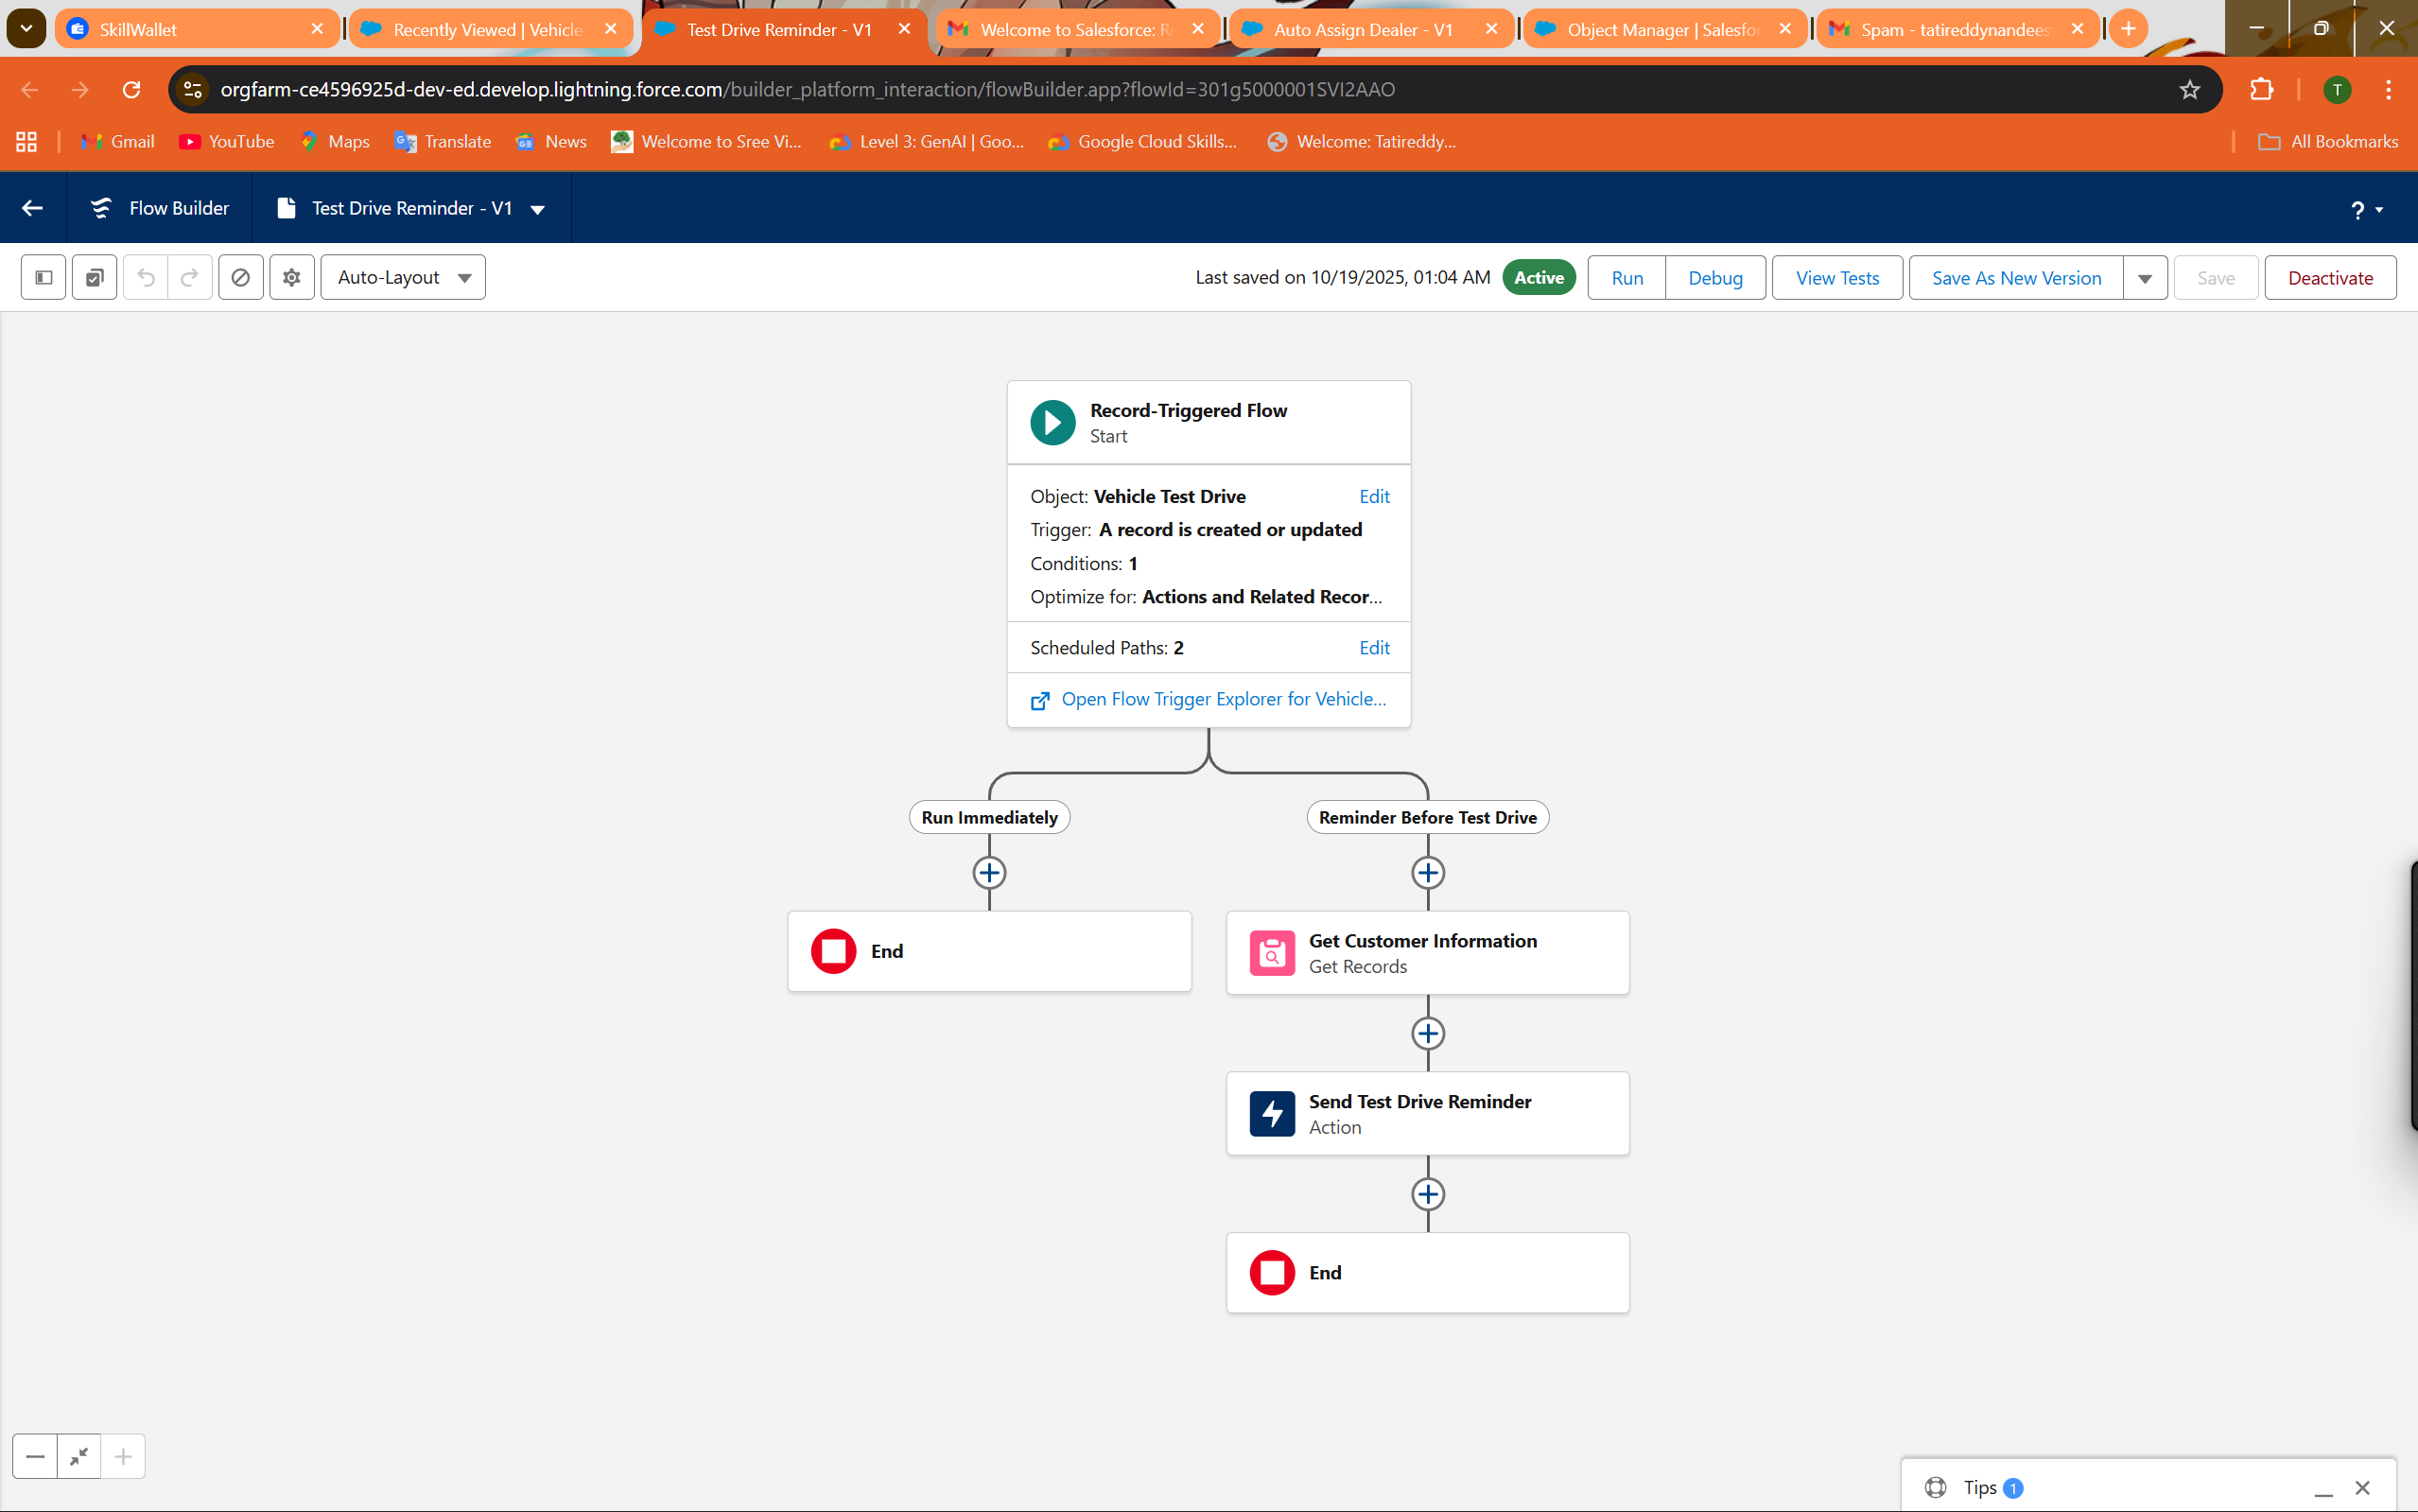 SkillWallet
Recently Viewed | Vehicle
Test Drive Reminder - V1
Welcome to Salesforce: R
Auto Assign Dealer - V1
Object Manager | Salesfo
Spam - tatireddynandees
orgfarm-ce4596925d-dev-ed.develop.lightning.force.com/builder_platform_interaction/flowBuilder.app?flowId=301g5000001SVI2AAO
T
Gmail
YouTube
Maps
Translate
News
Welcome to Sree Vi...
Level 3: GenAI | Goo...
Google Cloud Skills...
Welcome: Tatireddy...
All Bookmarks
Flow Builder
Test Drive Reminder - V1
?
Auto-Layout
Last saved on 10/19/2025, 01:04 AM
Active
Run
Debug
View Tests
Save As New Version
Save
Deactivate
Record-Triggered Flow
Start
Object: Vehicle Test Drive
Edit
Trigger: A record is created or updated
Conditions: 1
Optimize for: Actions and Related Recor...
Scheduled Paths: 2
Edit
Open Flow Trigger Explorer for Vehicle...
Run Immediately
Reminder Before Test Drive
End
Get Customer Information
Get Records
Send Test Drive Reminder
Action
End
Tips 1